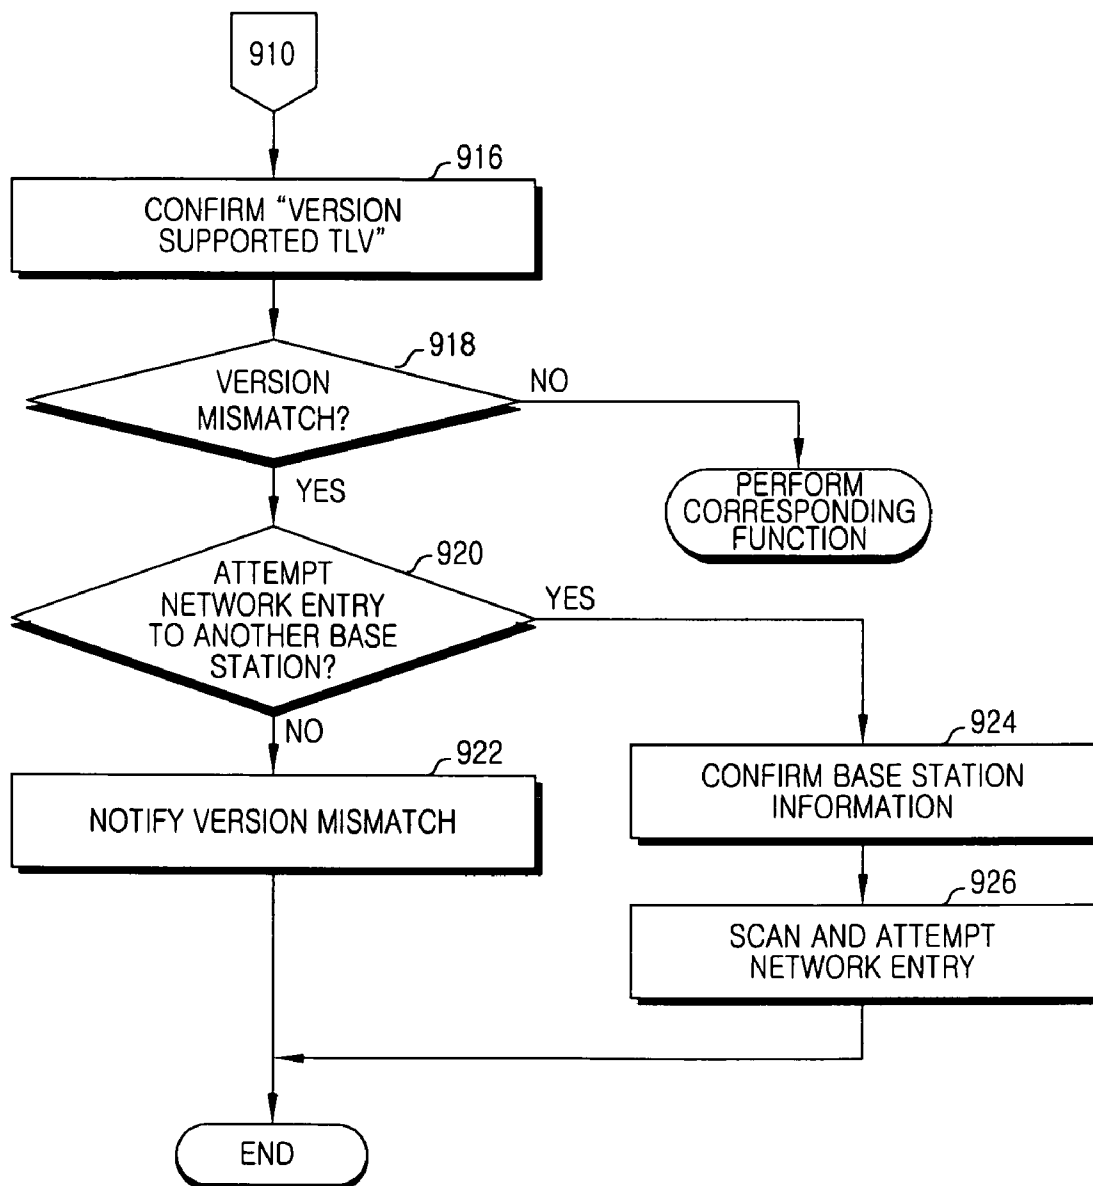 910
916
CONFIRM “VERSION
SUPPORTED TLV”
918
VERSION
MISMATCH?
NO
YES
PERFORM
CORRESPONDING
FUNCTION
920
ATTEMPT
NETWORK ENTRY
TO ANOTHER BASE
STATION?
YES
NO
922
NOTIFY VERSION MISMATCH
924
CONFIRM BASE STATION
INFORMATION
926
SCAN AND ATTEMPT
NETWORK ENTRY
END